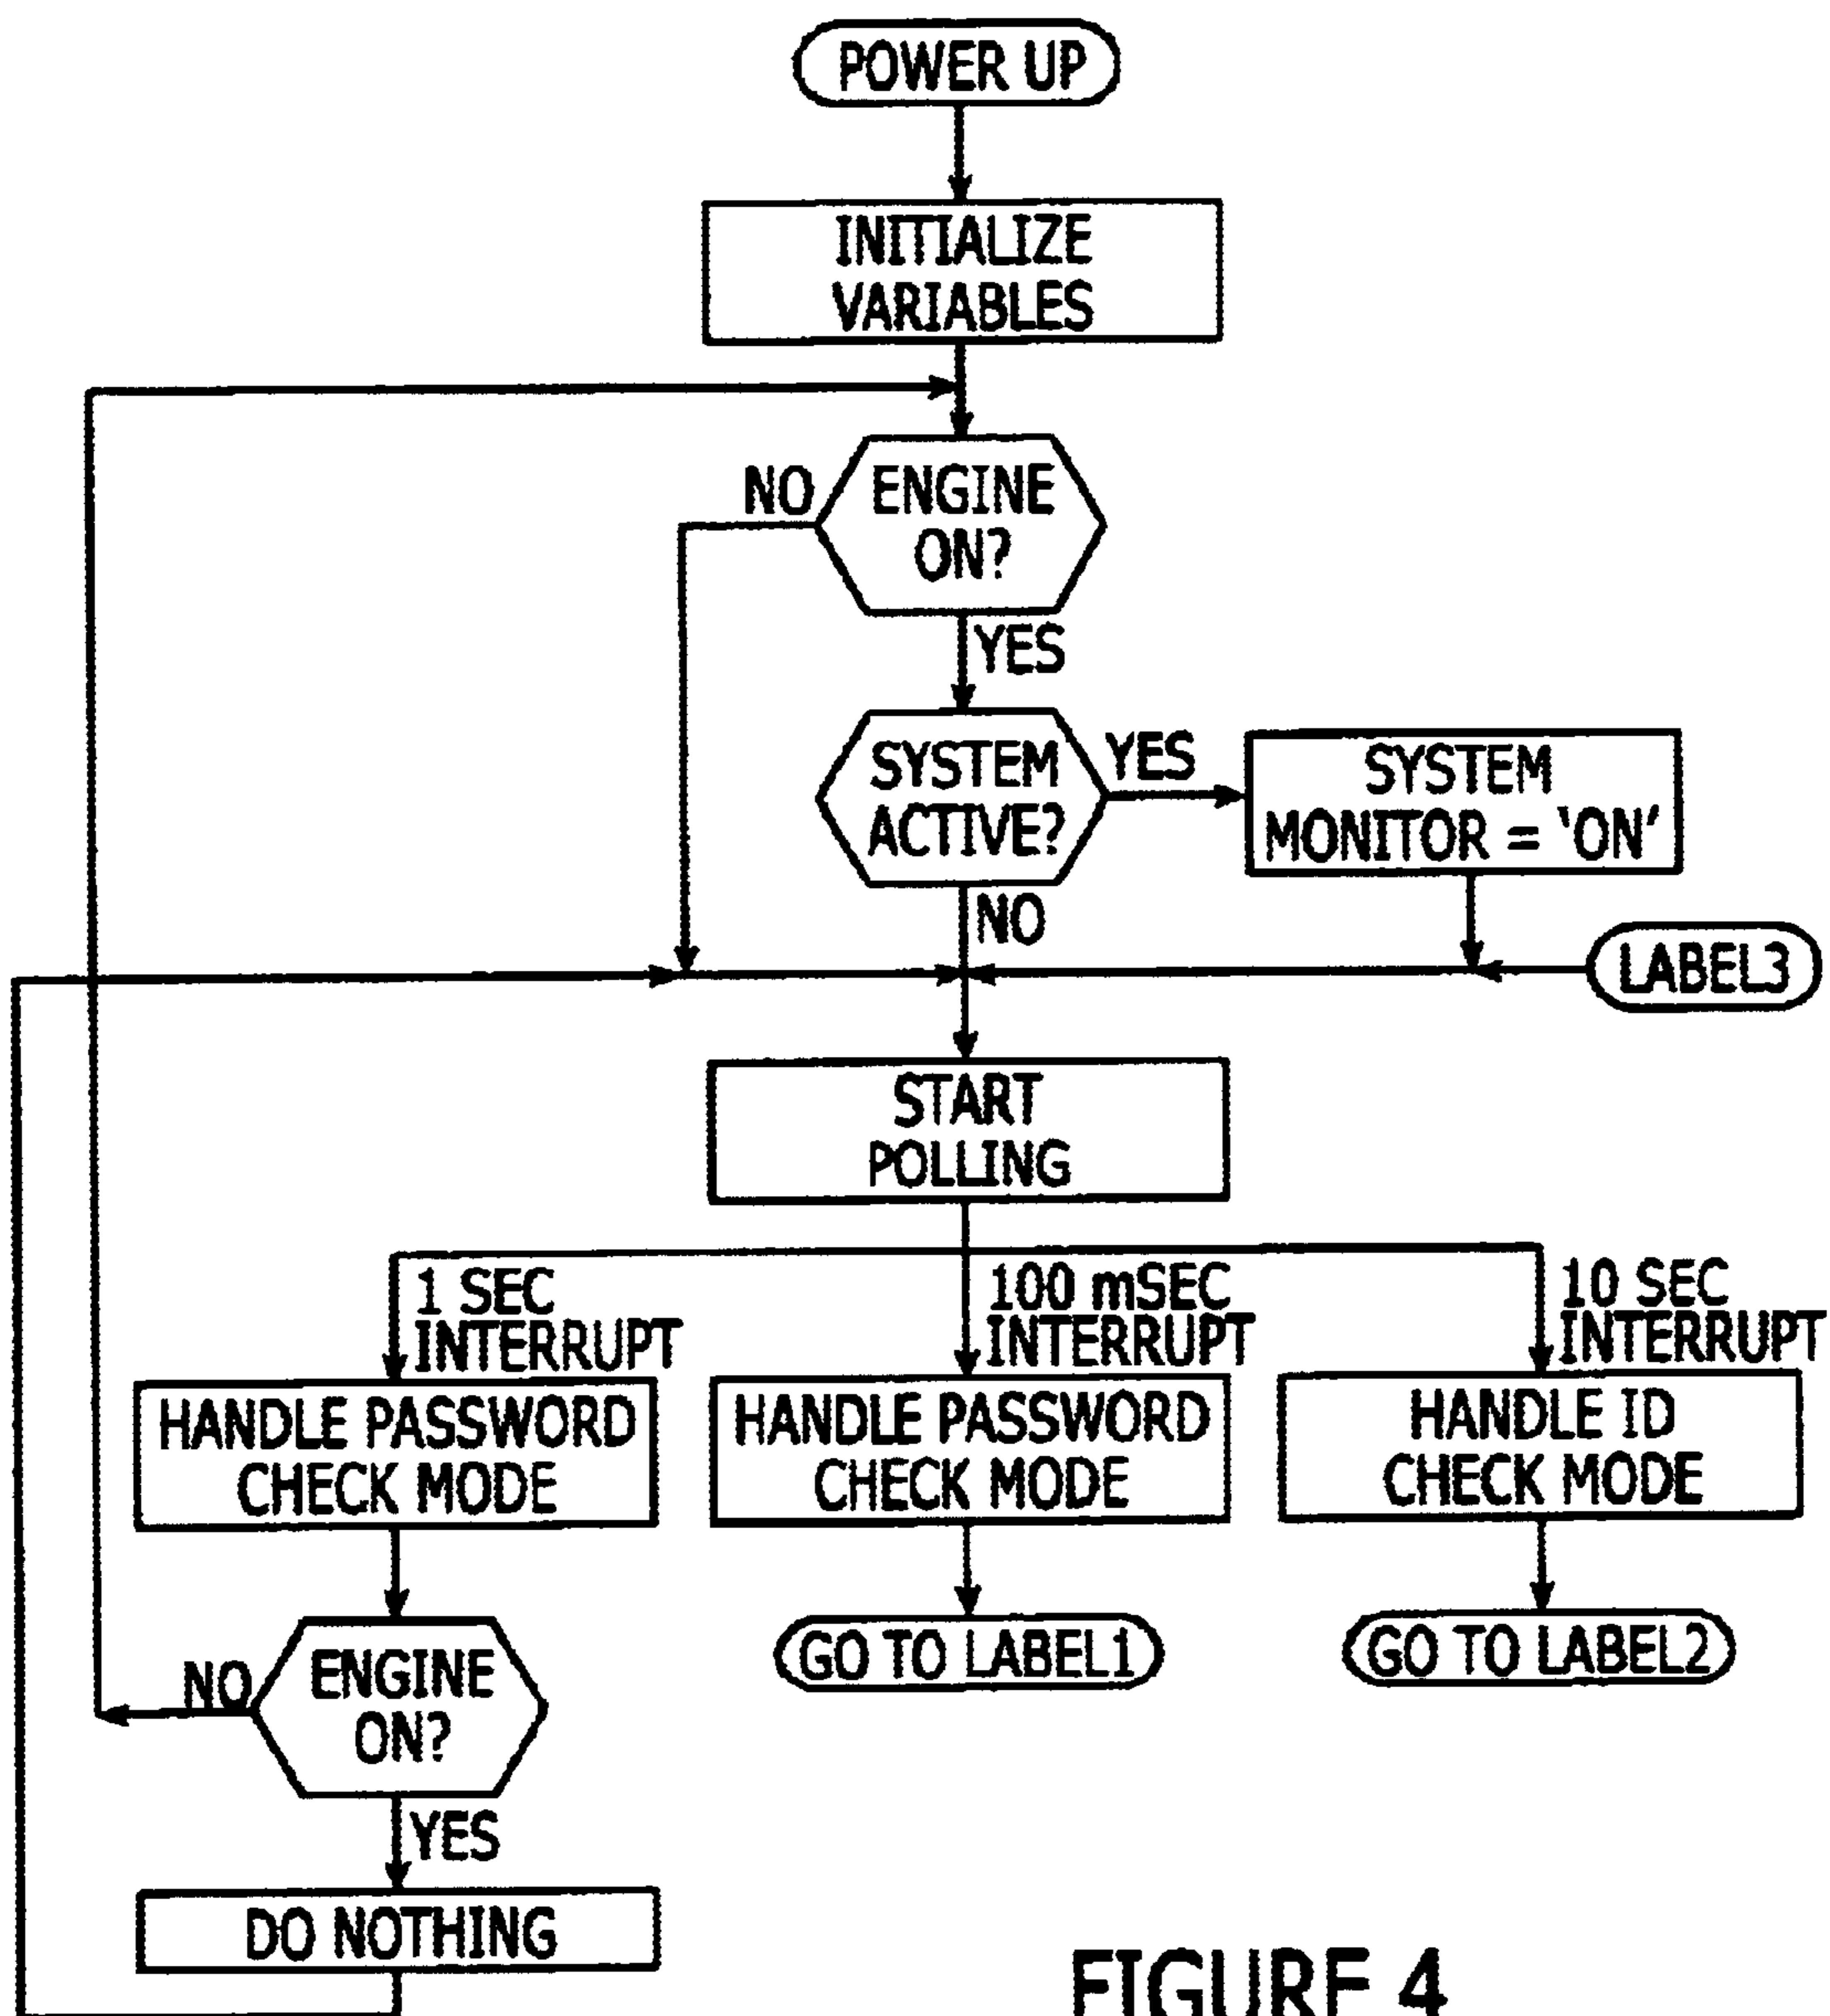 POWER UP
INITIALIZE
VARIABLES
NO
ENGINE
ON?
YES
SYSTEM
ACTIVE?
YES
SYSTEM
MONITOR = 'ON'
NO
LABEL3
START
POLLING
1 SEC
INTERRUPT
100 mSEC
INTERRUPT
10 SEC
INTERRUPT
HANDLE PASSWORD
CHECK MODE
HANDLE PASSWORD
CHECK MODE
HANDLE ID
CHECK MODE
NO
ENGINE
ON?
GO TO LABEL1
GO TO LABEL2
YES
DO NOTHING
FIGURE 4